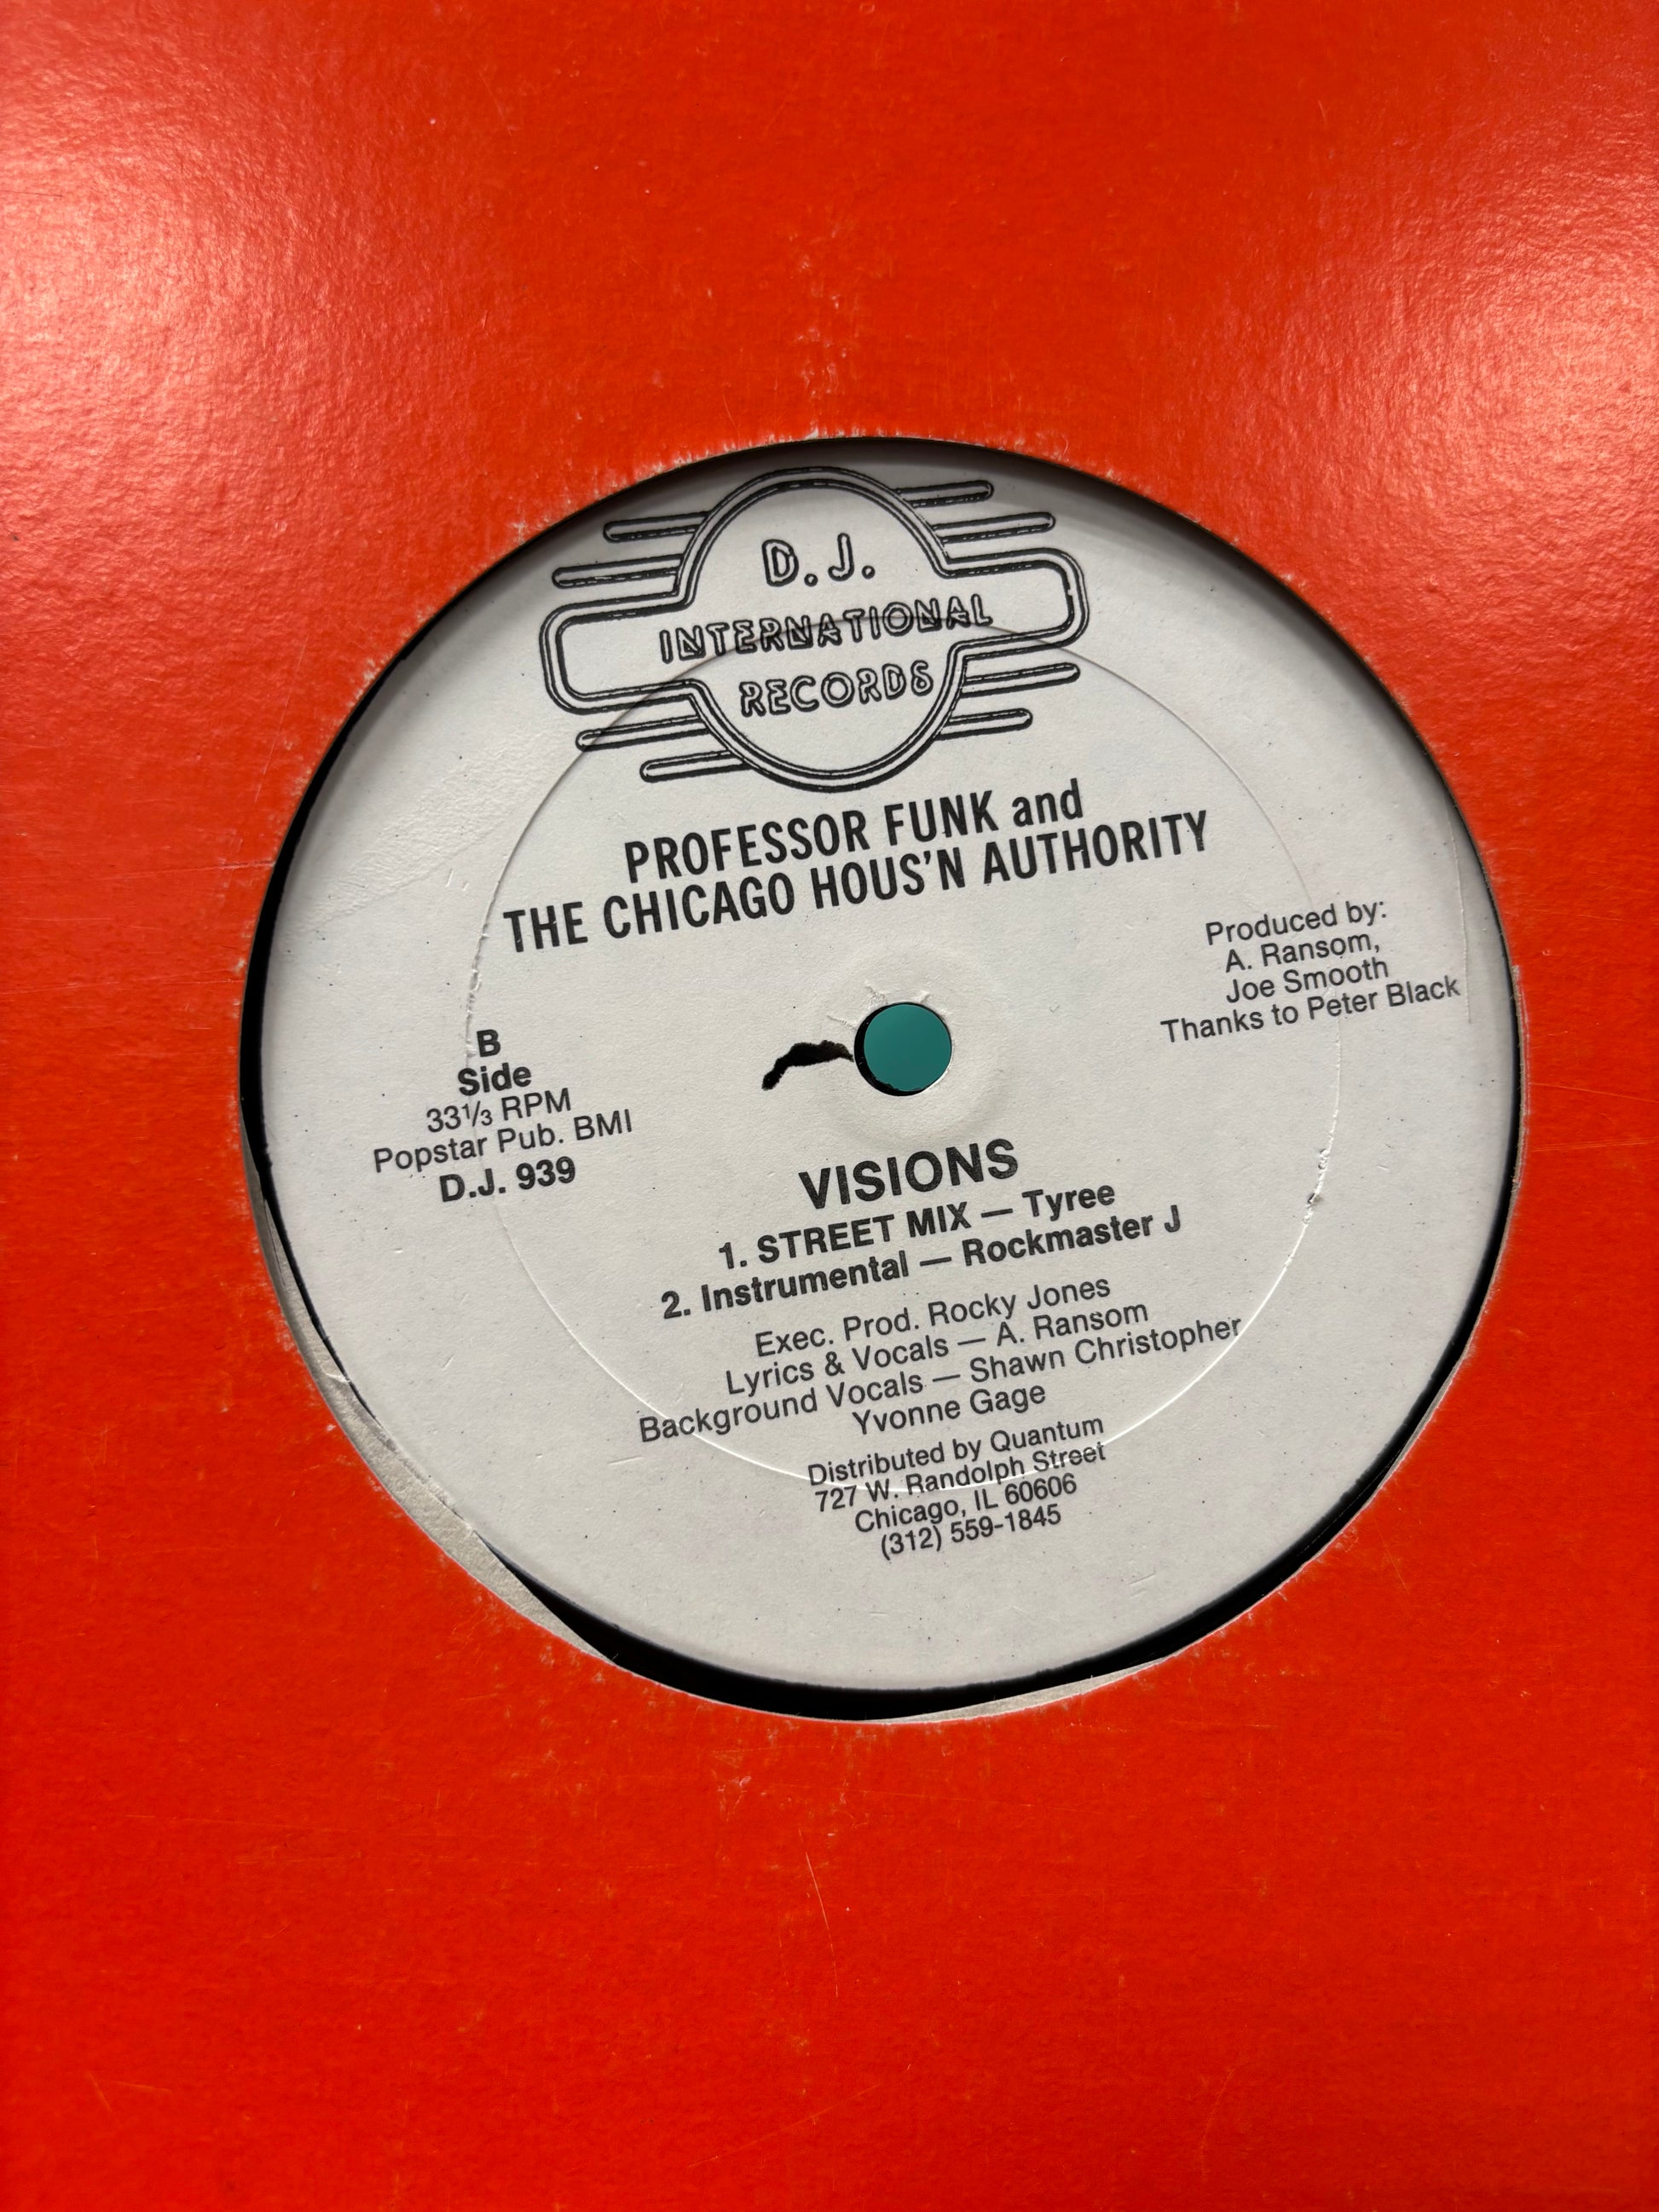 D.J.
INTERNATIONAL
RECORDS
PROFESSOR FUNK and
THE CHICAGO HOUS'N AUTHORITY
Produced by:
A. Ransom,
Joe Smooth
Thanks to Peter Black
B
Side
33⅓ RPM
Popstar Pub. BMI
D.J. 939
VISIONS
1. STREET MIX — Tyree
2. Instrumental — Rockmaster J
Exec. Prod. Rocky Jones
Lyrics & Vocals — A. Ransom
Background Vocals — Shawn Christopher
Yvonne Gage
Distributed by Quantum
727 W. Randolph Street
Chicago, IL 60606
(312) 559-1845